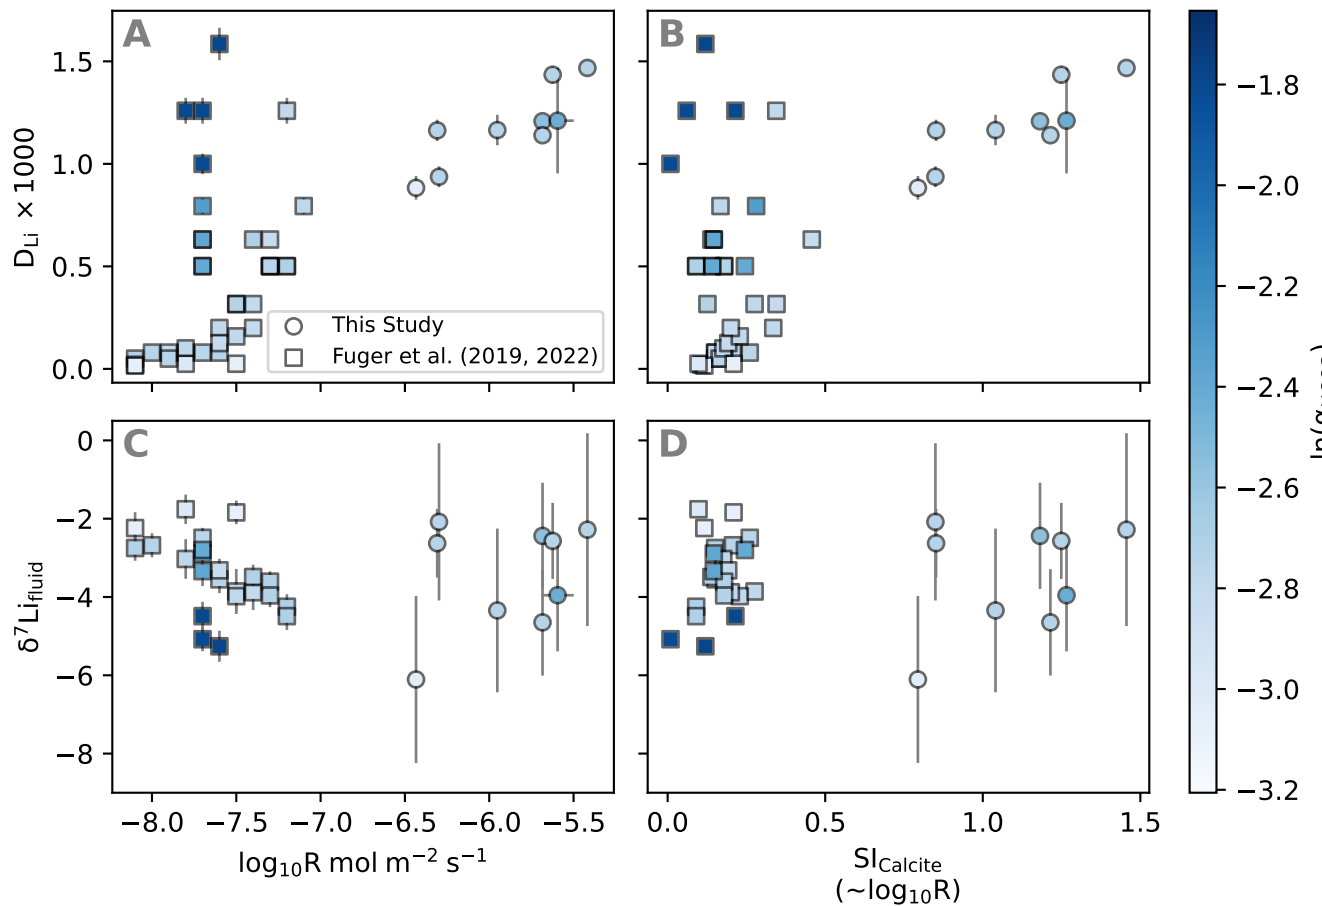 A
B
1.5
1.0
0.5
0.0
D_Li × 1000
This Study
Fuger et al. (2019, 2022)
C
D
0
−2
−4
−6
−8
δ⁷Li_fluid
−8.0 −7.5 −7.0 −6.5 −6.0 −5.5
log₁₀R mol m⁻² s⁻¹
0.0 0.5 1.0 1.5
SI_Calcite
(~log₁₀R)
−1.8
−2.0
−2.2
−2.4
−2.6
−2.8
−3.0
−3.2